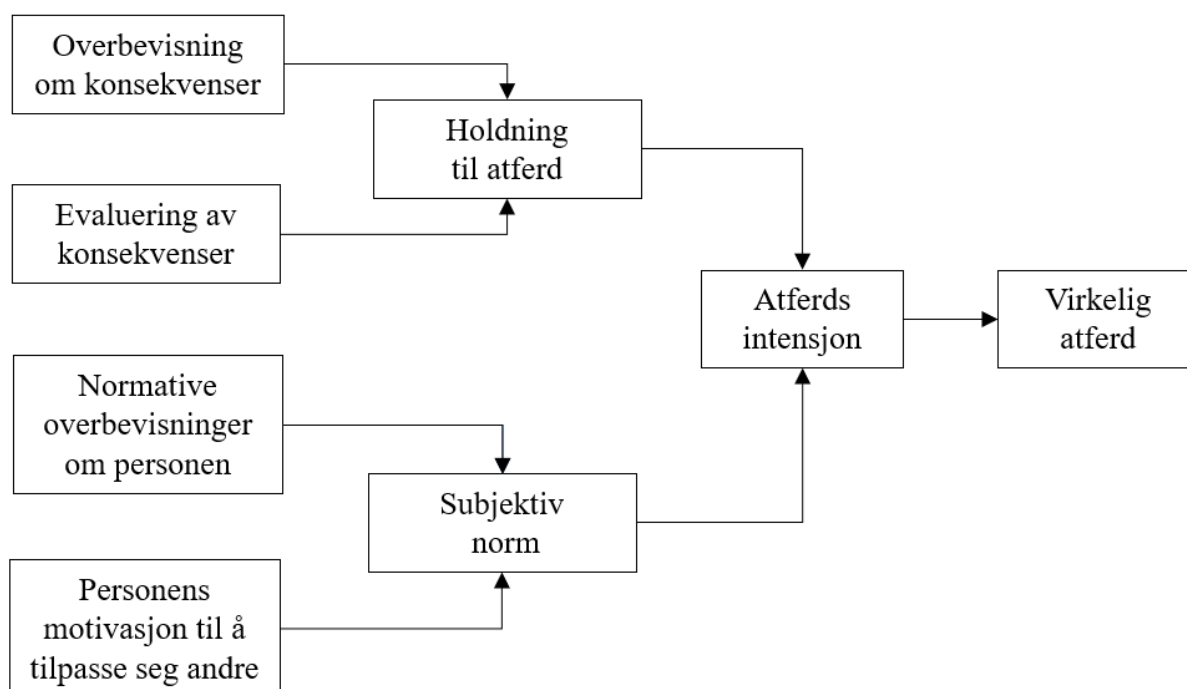 Overbevisning
om konsekvenser
Holdning
til atferd
Evaluering av
konsekvenser
Atferds
intensjon
Virkelig
atferd
Normative
overbevisninger
om personen
Subjektiv
norm
Personens
motivasjon til å
tilpasse seg andre